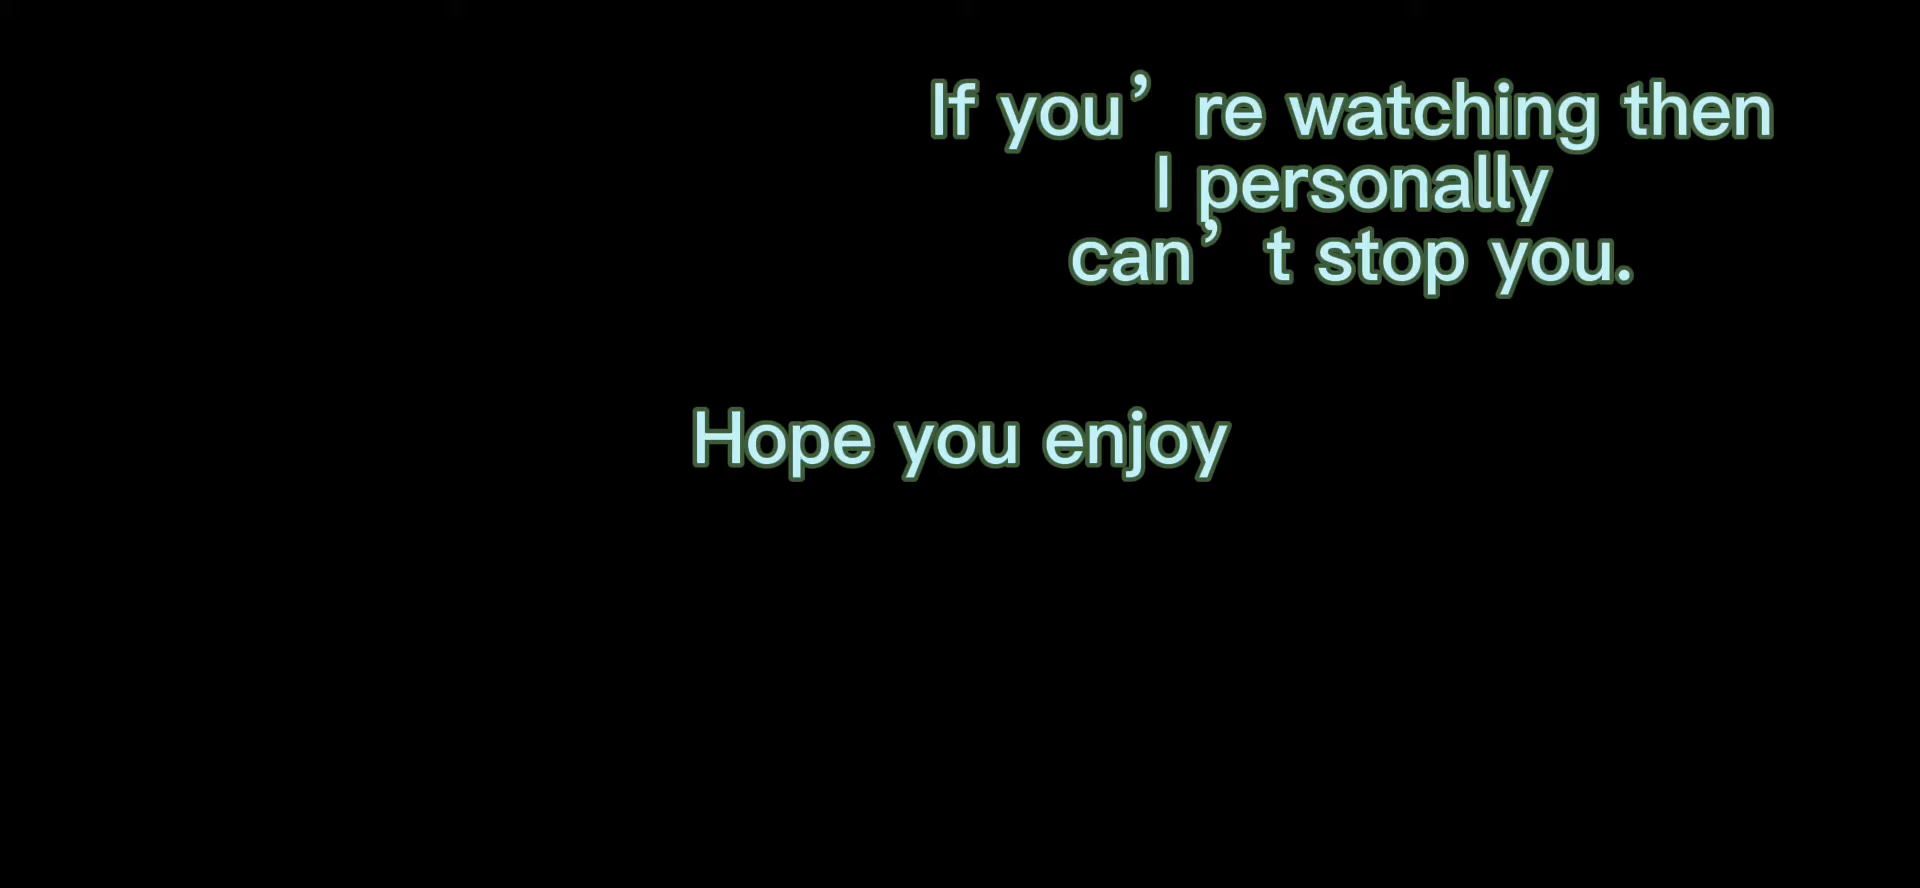 If you’re watching then
I personally
can’t stop you.
Hope you enjoy